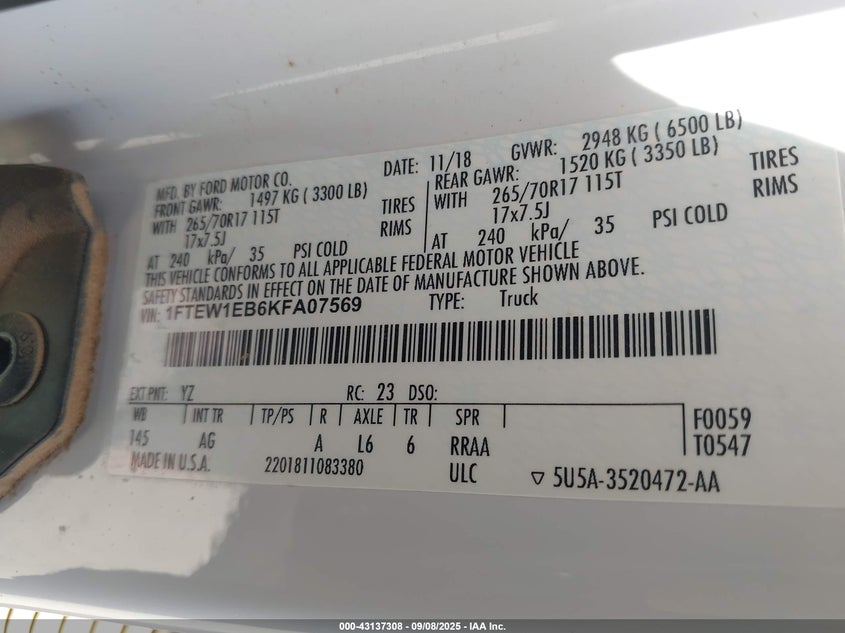 MFD. BY FORD MOTOR CO.
DATE: 11/18 GVWR: 2948 KG ( 6500 LB)
FRONT GAWR: 1497 KG ( 3300 LB)
REAR GAWR: 1520 KG ( 3350 LB)
WITH 265/70R17 115T TIRES
WITH 265/70R17 115T TIRES
17x7.5J RIMS
17x7.5J RIMS
AT 240 kPa/ 35 PSI COLD
AT 240 kPa/ 35 PSI COLD
THIS VEHICLE CONFORMS TO ALL APPLICABLE FEDERAL MOTOR VEHICLE
SAFETY STANDARDS IN EFFECT ON THE DATE OF MANUFACTURE SHOWN ABOVE.
VIN: 1FTEW1EB6KFA07569 TYPE: Truck
EXT PNT: YZ RC: 23 DSO:
WB INT TR TP/PS R AXLE TR SPR
F0059
145 AG A L6 6 RRAA
T0547
MADE IN U.S.A. 2201811083380 ULC ▽ 5U5A-3520472-AA
000-43137308 - 09/08/2025 - IAA Inc.